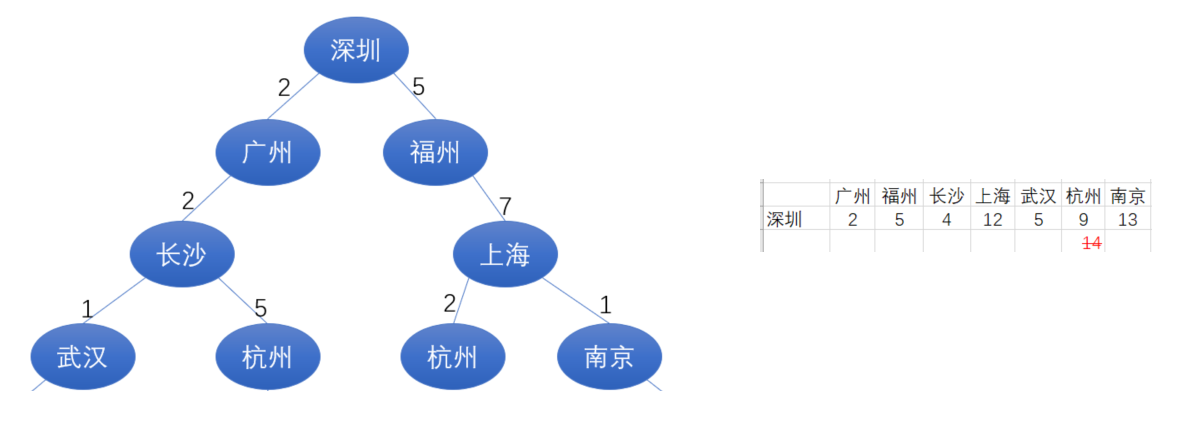 深圳
2 5
广州 福州
2 7
长沙 上海
1 5 2 1
武汉 杭州 杭州 南京
广州 福州 长沙 上海 武汉 杭州 南京
深圳 2 5 4 12 5 9 13
14